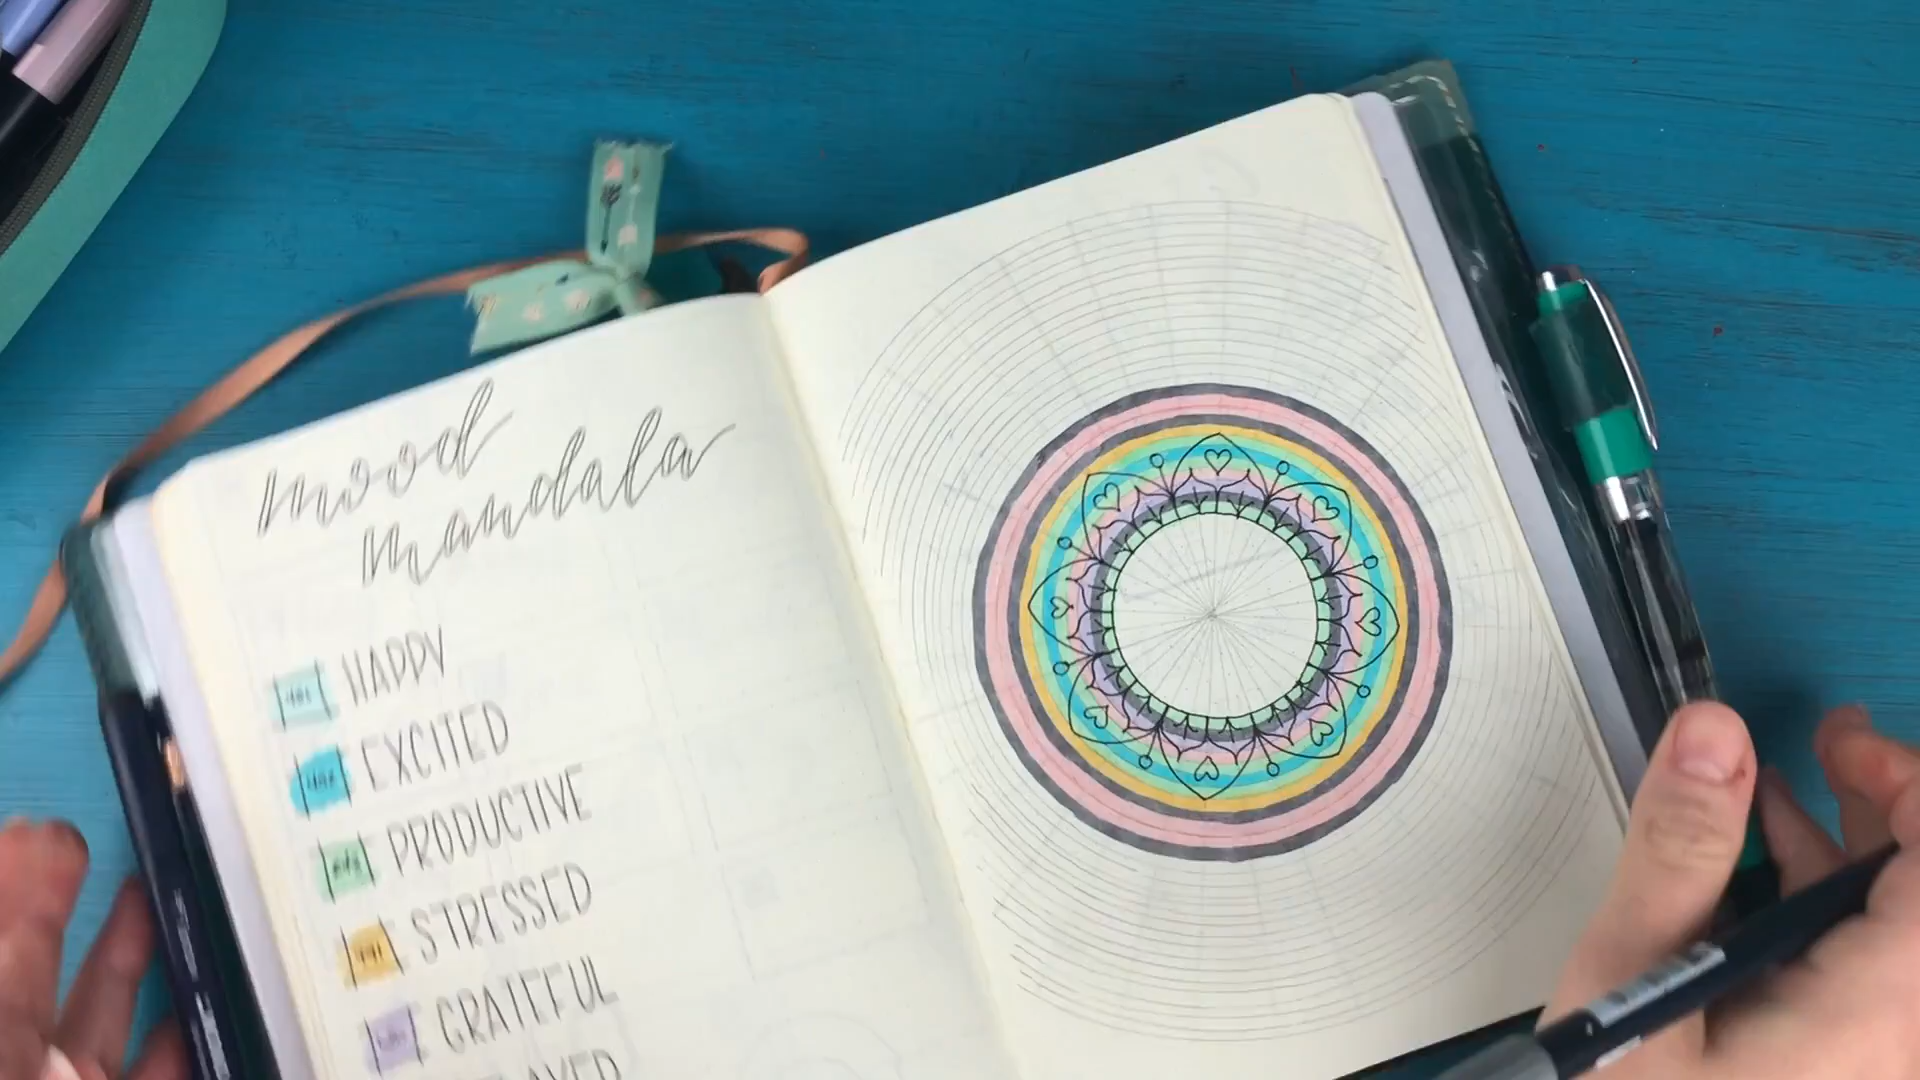 mood
mandala
HAPPY
EXCITED
PRODUCTIVE
STRESSED
GRATEFUL